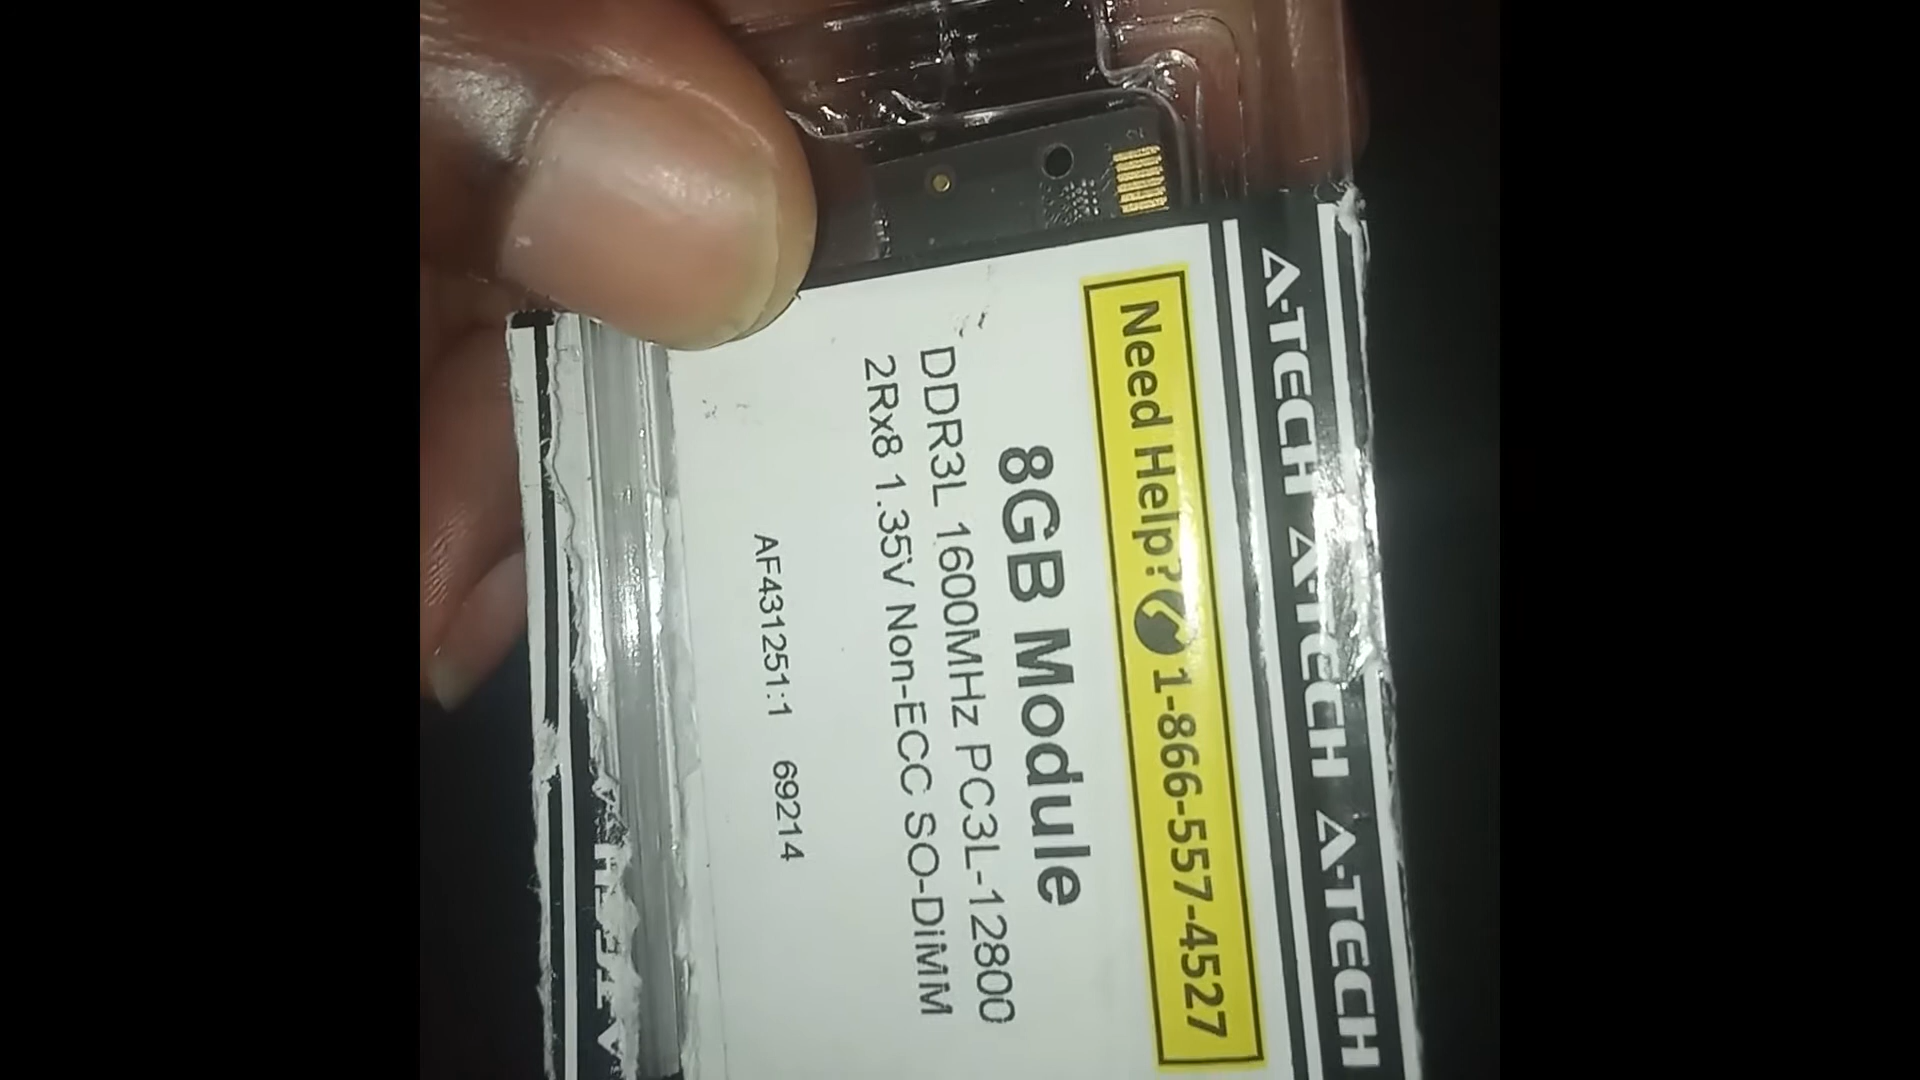 A-TECH A-TECH A-TECH
Need Help? 1-866-557-4527
8GB Module
DDR3L 1600MHz PC3L-12800
2Rx8 1.35V Non-ECC SO-DIMM
AF431251:1 69214
2